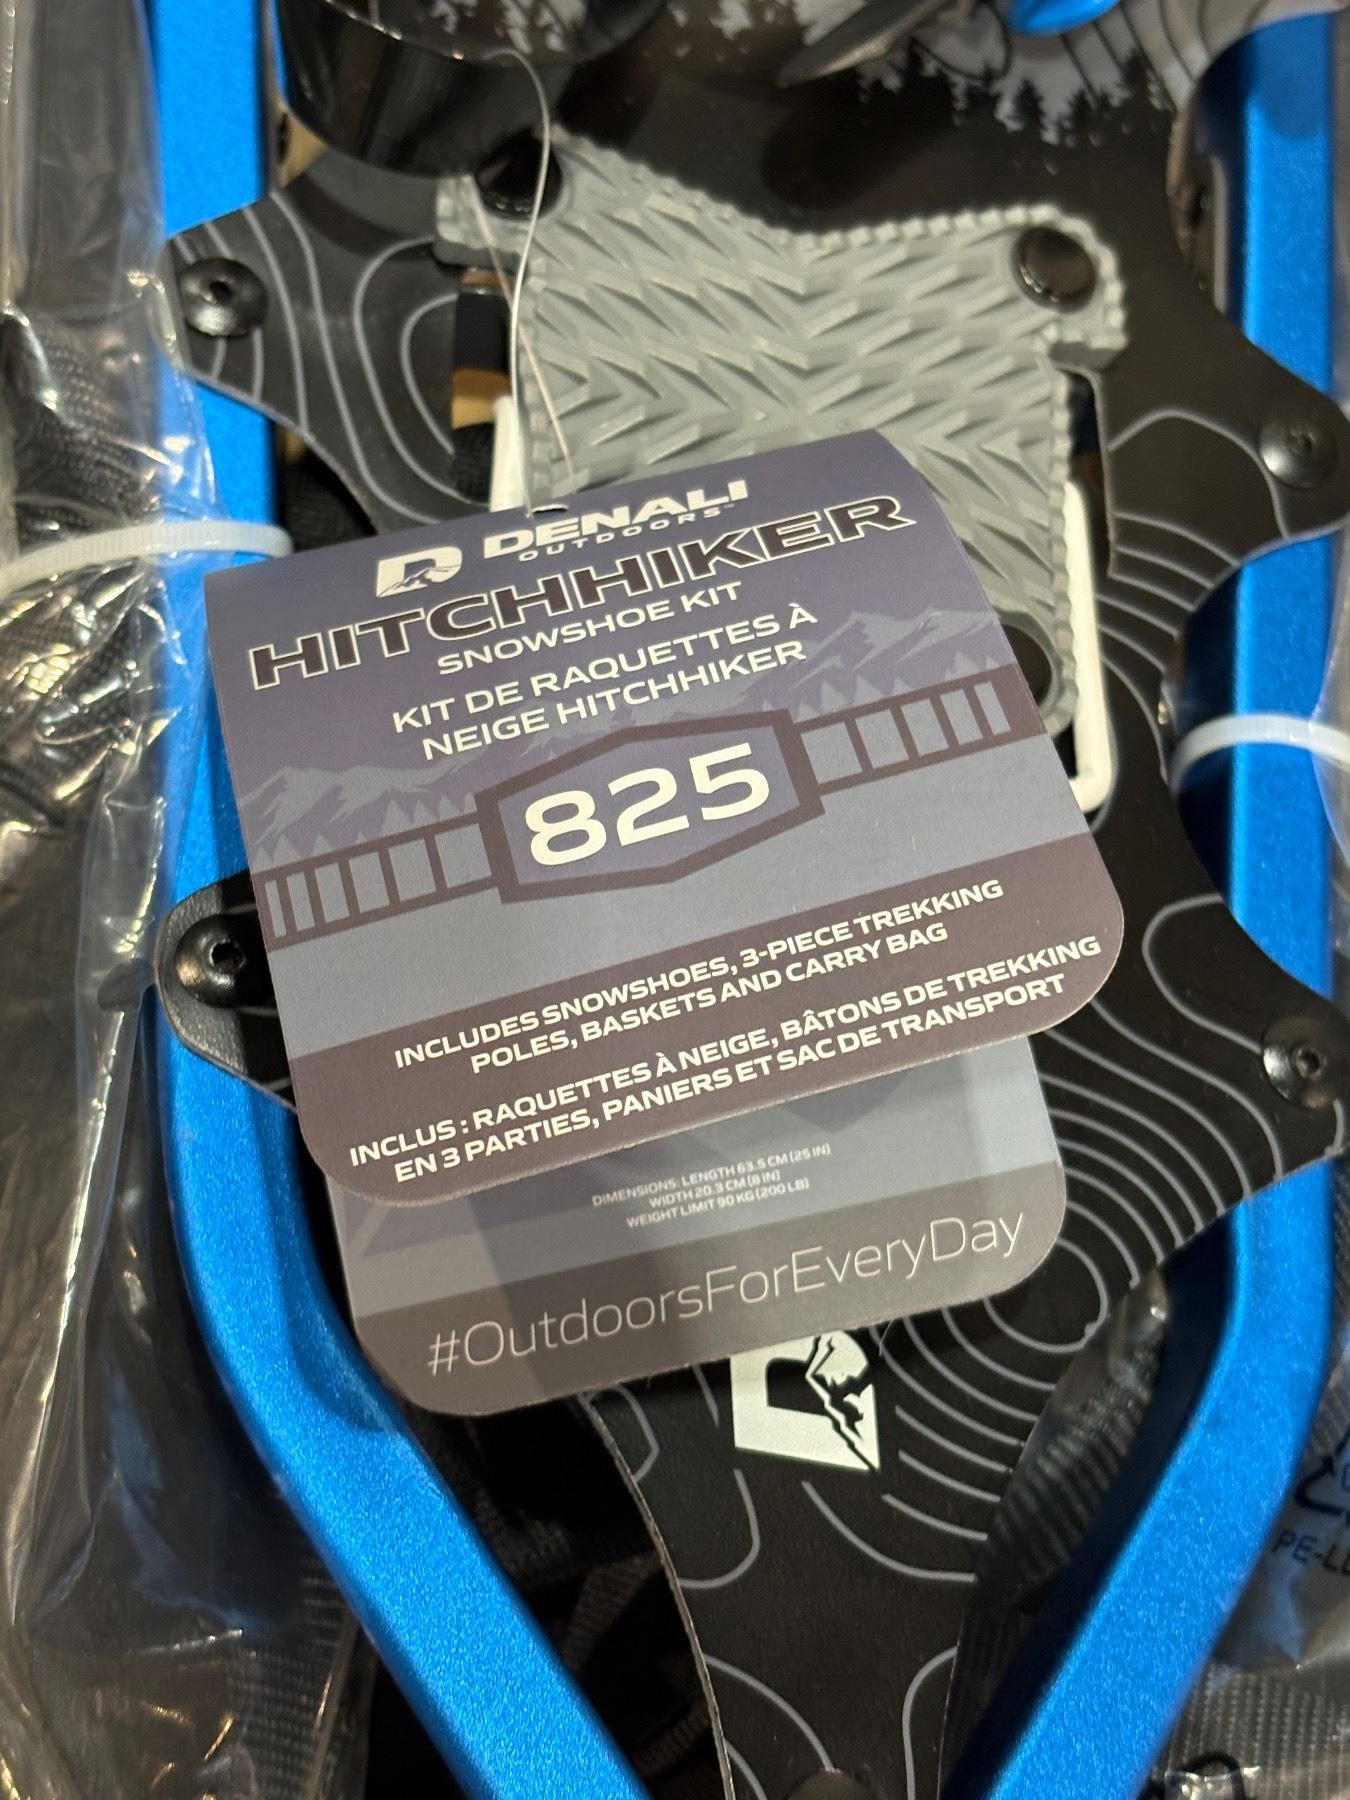 DENALI
OUTDOORS™
HITCHHIKER
SNOWSHOE KIT
KIT DE RAQUETTES À
NEIGE HITCHHIKER
825
INCLUDES SNOWSHOES, 3-PIECE TREKKING
POLES, BASKETS AND CARRY BAG
INCLUS : RAQUETTES À NEIGE, BÂTONS DE TREKKING
EN 3 PARTIES, PANIERS ET SAC DE TRANSPORT
DIMENSIONS: LENGTH 63.5 CM (25 IN)
WIDTH 20.3 CM (8 IN)
WEIGHT LIMIT 90 KG (200 LB)
#OutdoorsForEveryDay